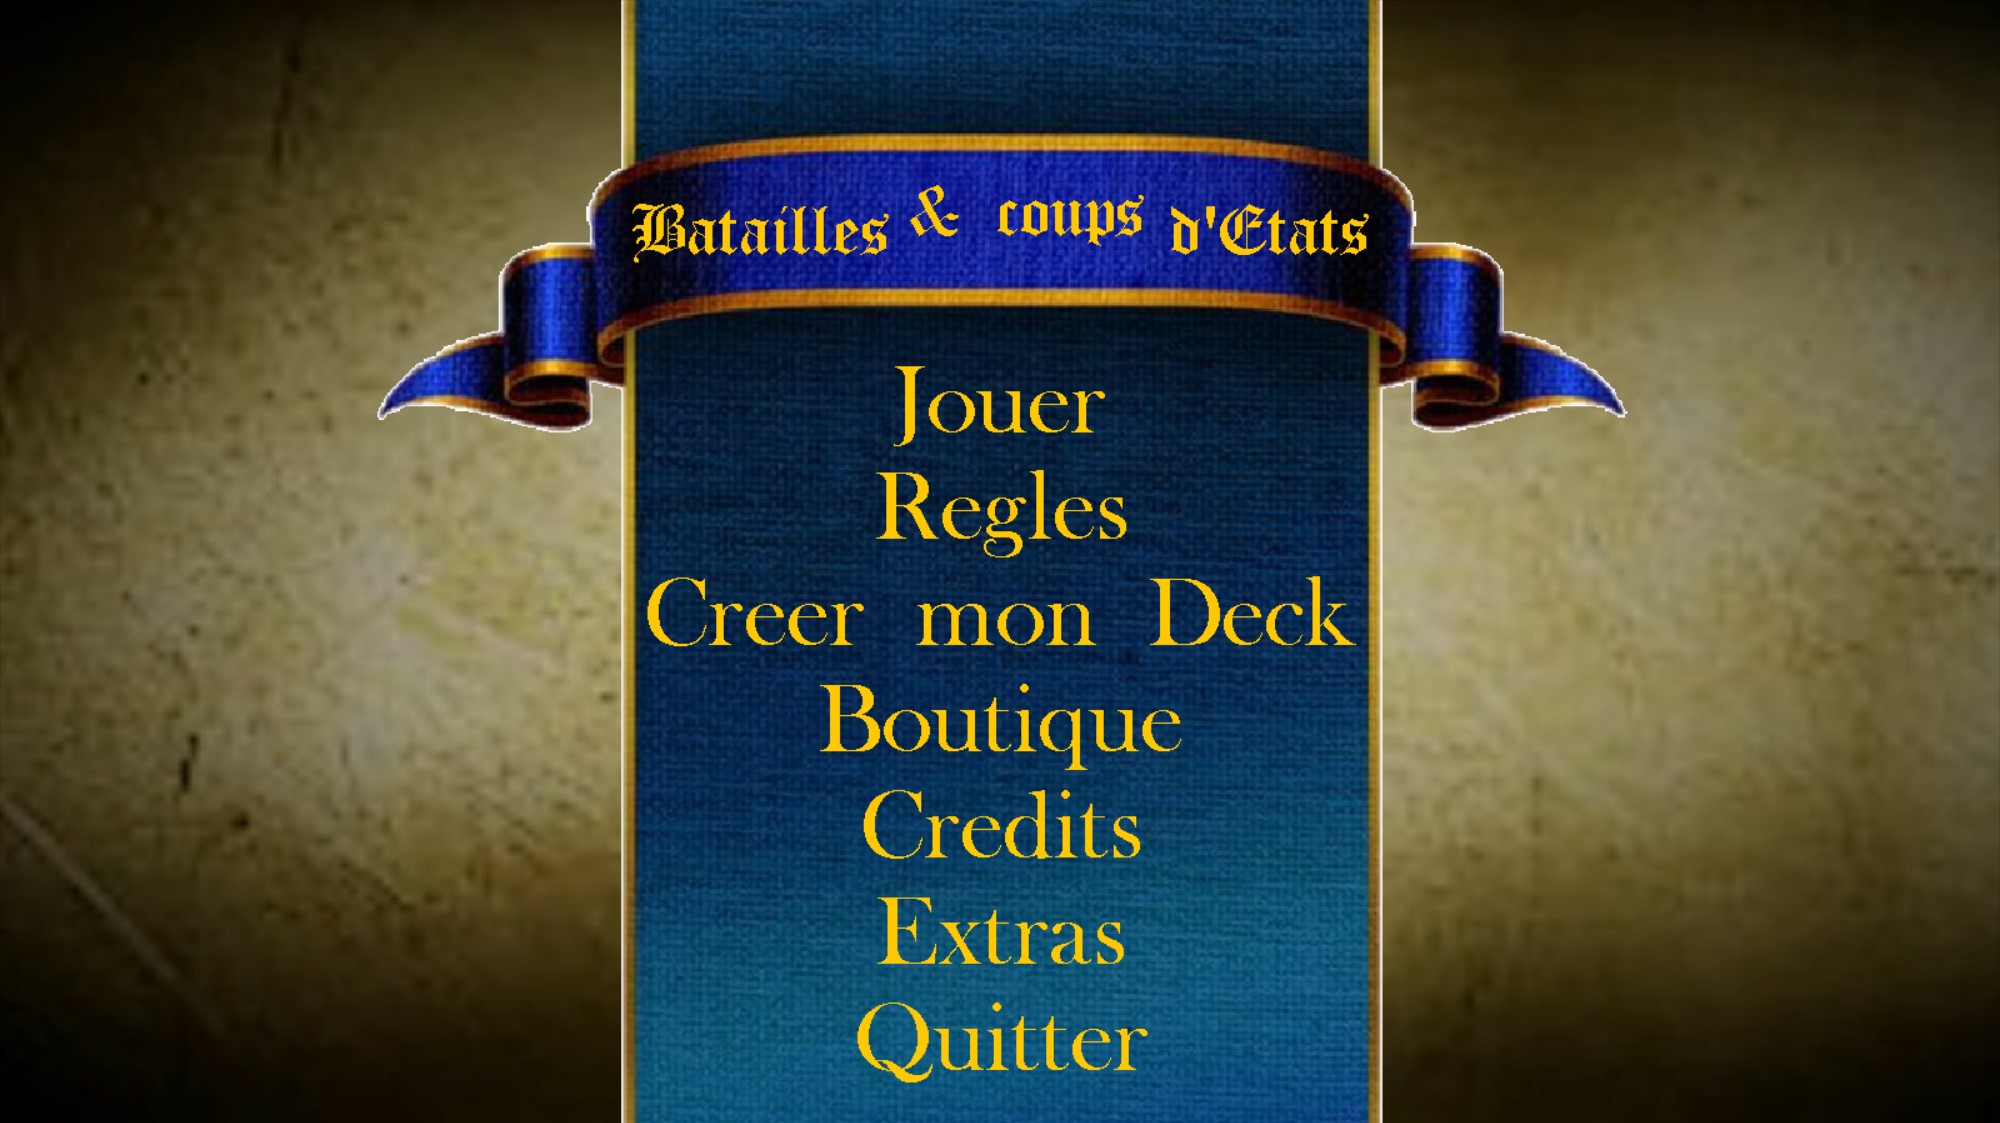 Batailles & coups d'Etats
Jouer
Regles
Creer mon Deck
Boutique
Credits
Extras
Quitter